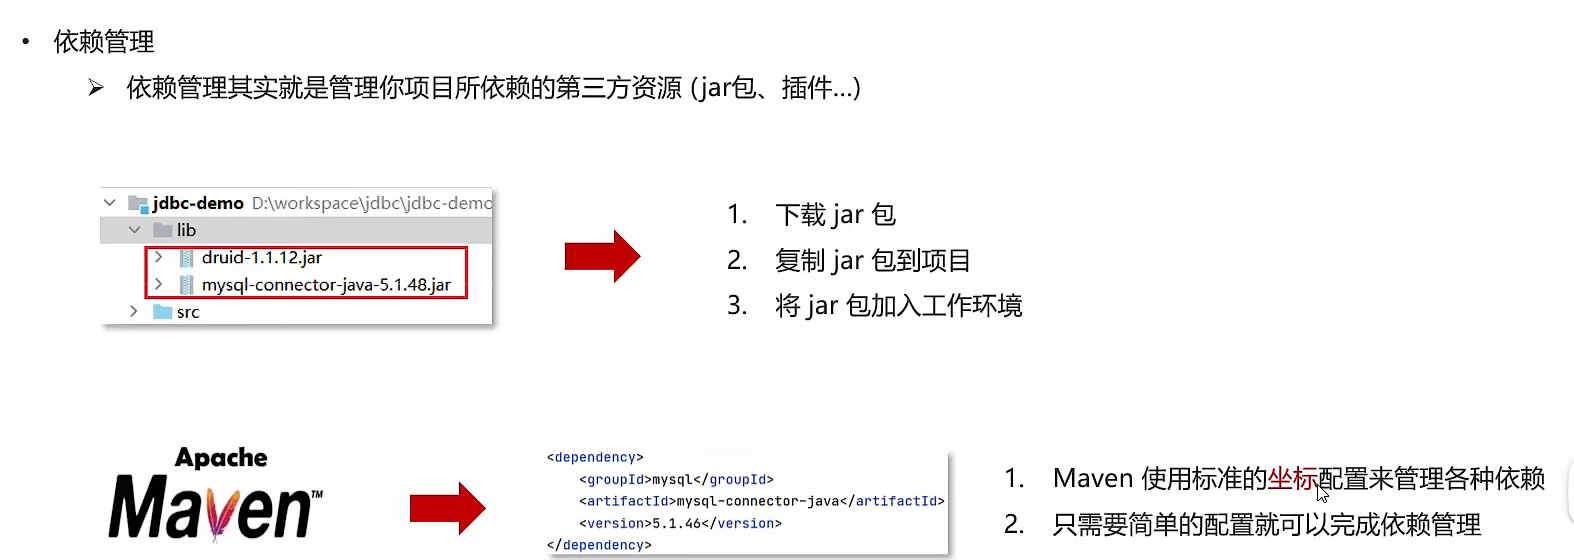 • 依赖管理
➢ 依赖管理其实就是管理你项目所依赖的第三方资源 (jar包、插件...)
jdbc-demo D:\workspace\jdbc\jdbc-demo
lib
druid-1.1.12.jar
mysql-connector-java-5.1.48.jar
src
1. 下载 jar 包
2. 复制 jar 包到项目
3. 将 jar 包加入工作环境
Apache
Maven™
<dependency>
<groupId>mysql</groupId>
<artifactId>mysql-connector-java</artifactId>
<version>5.1.46</version>
</dependency>
1. Maven 使用标准的坐标配置来管理各种依赖
2. 只需要简单的配置就可以完成依赖管理